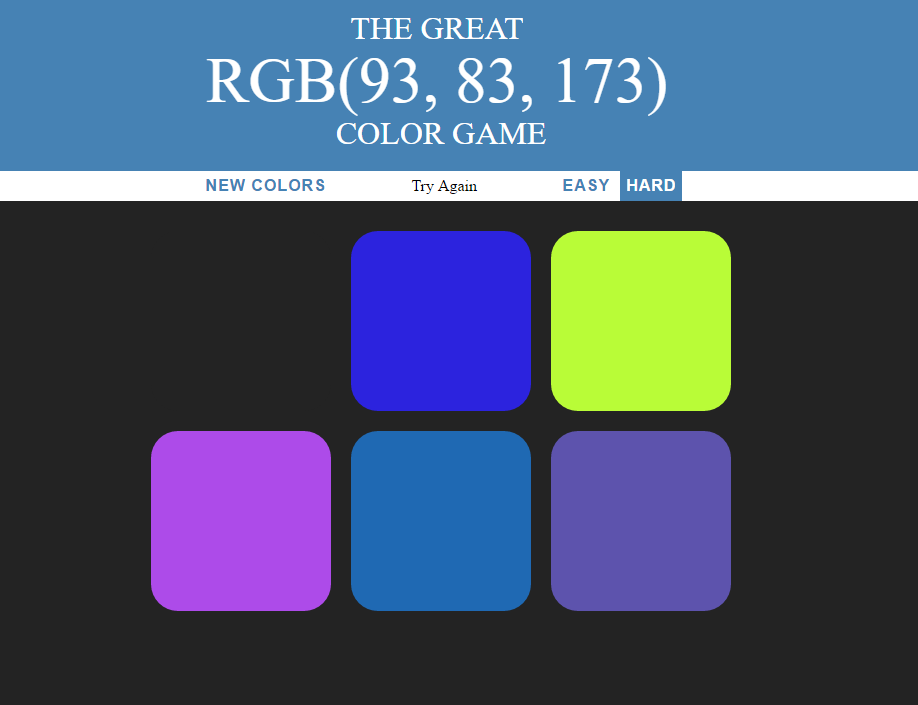 THE GREAT
RGB(93, 83, 173)
COLOR GAME
NEW COLORS Try Again EASY HARD